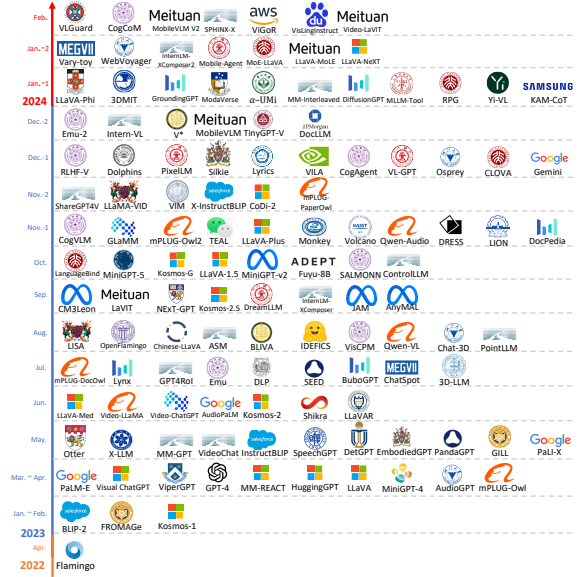 Feb.
Meituan
aws
VLGuard CogCoM MobileVLM V2 SPHINX-X ViGoR VisLingInstruct Video-LaVIT
Meituan
Jan.~2
MEGVII
Meituan
Vary-toy WebVoyager InternLM-XComposer2 Mobile-Agent MoE-LLaVA LLaVA-MoLE LLaVA-NeXT
Jan.~1
2024
SAMSUNG
LLaVA-Phi 3DMIT GroundingGPT ModaVerse α-UMi MM-Interleaved DiffusionGPT MLLM-Tool RPG Yi-VL KAM-CoT
Dec.-2
Meituan
J.P.Morgan
Emu-2 Intern-VL V* MobileVLM TinyGPT-V DocLLM
Dec.-1
Google
RLHF-V Dolphins PixelLM Silkie Lyrics VILA CogAgent VL-GPT Osprey CLOVA Gemini
Nov.-2
salesforce
ShareGPT4V LLaMA-VID VIM X-InstructBLIP CoDi-2 mPLUG-PaperOwl
Nov.-1
KAIST
CogVLM GLaMM mPLUG-Owl2 TEAL LLaVA-Plus Monkey Volcano Qwen-Audio DRESS LION DocPedia
Oct.
ADEPT
LanguageBind MiniGPT-5 Kosmos-G LLaVA-1.5 MiniGPT-v2 Fuyu-8B SALMONN ControlLLM
Sep.
Meituan
CM3Leon LaVIT NExT-GPT Kosmos-2.5 DreamLLM InternLM-XComposer JAM AnyMAL
Aug.
LISA OpenFlamingo Chinese-LLaVA ASM BLIVA IDEFICS VisCPM Qwen-VL Chat-3D PointLLM
Jul.
MEGVII
mPLUG-DocOwl Lynx GPT4RoI Emu DLP SEED BuboGPT ChatSpot 3D-LLM
Jun.
Google
LLaVA-Med Video-LLaMA Video-ChatGPT AudioPaLM Kosmos-2 Shikra LLaVAR
May.
salesforce
Google
Otter X-LLM MM-GPT VideoChat InstructBLIP SpeechGPT DetGPT EmbodiedGPT PandaGPT GILL PaLI-X
Mar. ~ Apr.
Google
PaLM-E Visual ChatGPT ViperGPT GPT-4 MM-REACT HuggingGPT LLaVA MiniGPT-4 AudioGPT mPLUG-Owl
Jan. ~ Feb.
salesforce
BLIP-2 FROMAGe Kosmos-1
2023
Apr.
2022
Flamingo